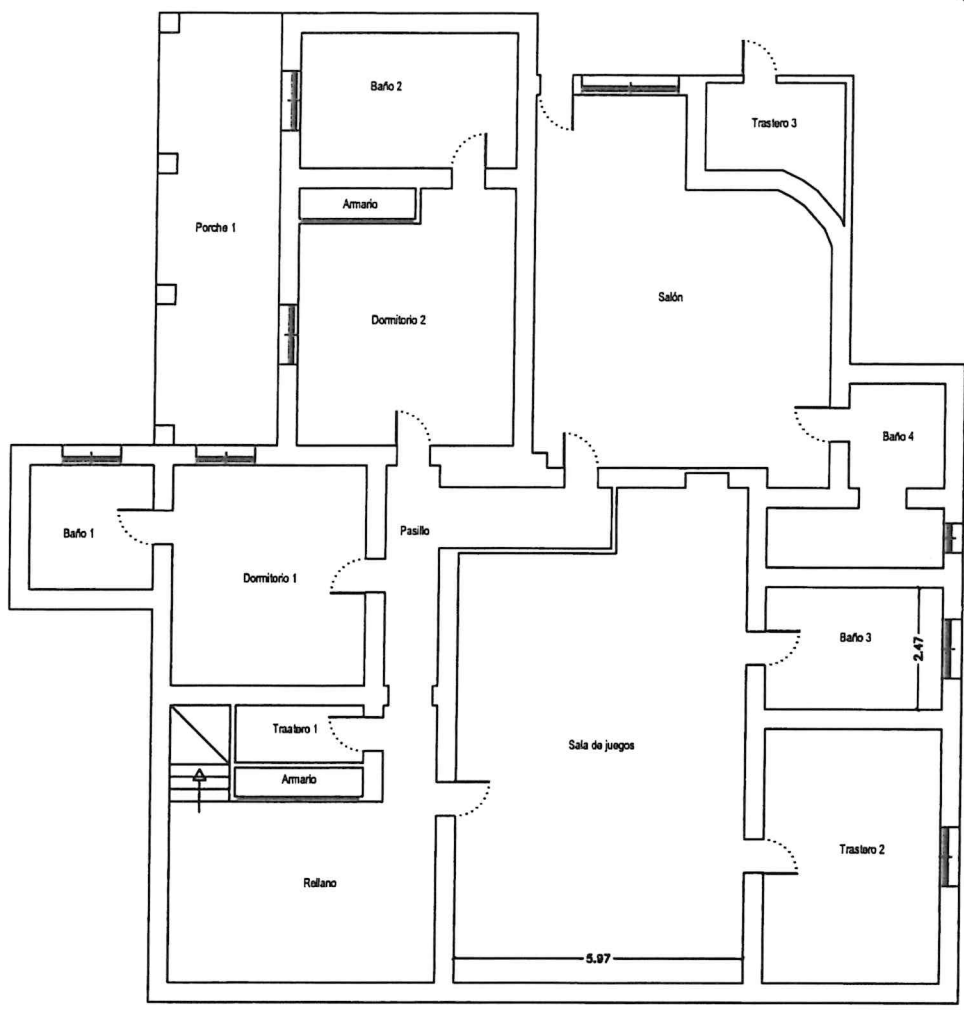 Baño 2
Trastero 3
Armario
Porche 1
Salón
Dormitorio 2
Baño 4
Baño 1
Pasillo
Dormitorio 1
Baño 3
2.47
Traatero 1
Sala de juegos
Armario
Trastero 2
Rellano
5.97